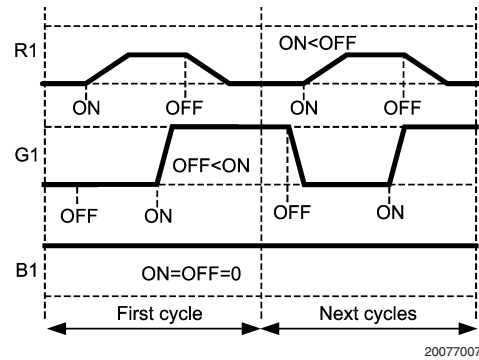 R1
ON<OFF
ON OFF ON OFF
G1
OFF<ON
OFF ON OFF ON
B1
ON=OFF=0
First cycle Next cycles
20077007